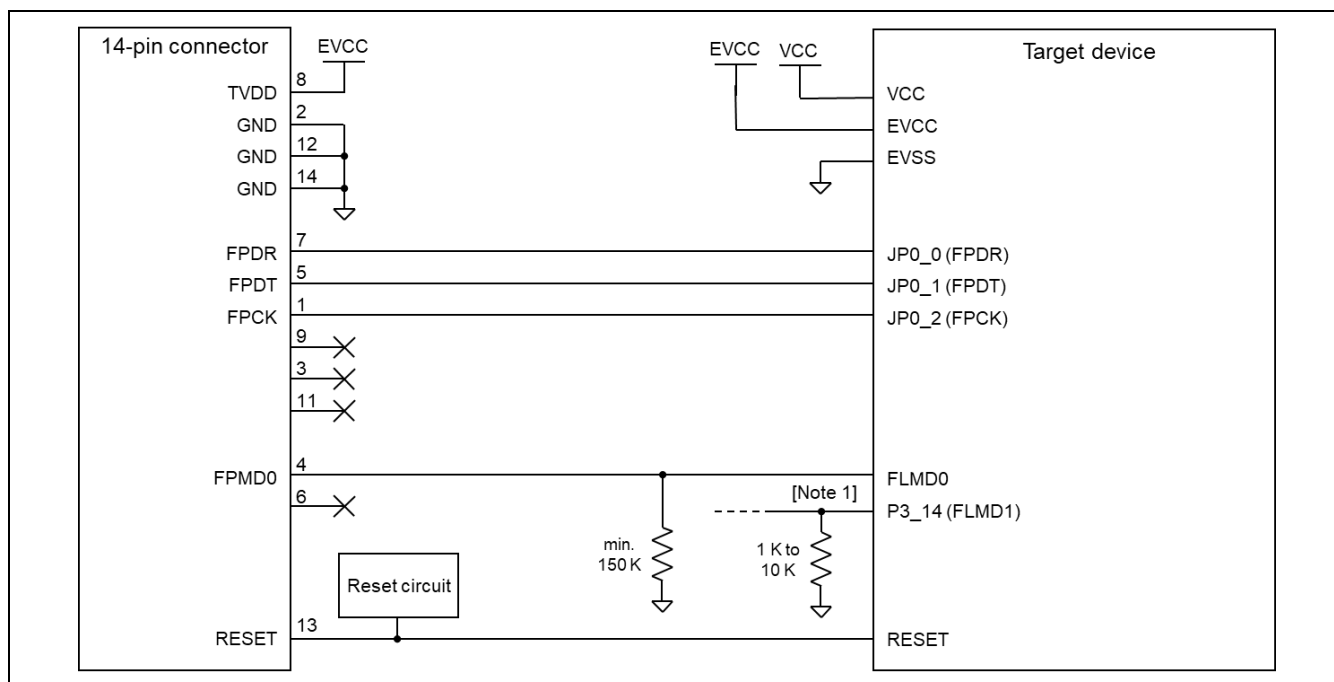 14-pin connector
EVCC
EVCC
VCC
Target device
8
TVDD
VCC
2
GND
EVCC
12
GND
EVSS
14
GND
7
FPDR
JP0_0 (FPDR)
5
FPDT
JP0_1 (FPDT)
1
FPCK
JP0_2 (FPCK)
9
3
11
4
FPMD0
FLMD0
6
[Note 1]
P3_14 (FLMD1)
min.
150 K
1 K to
10 K
Reset circuit
13
RESET
RESET